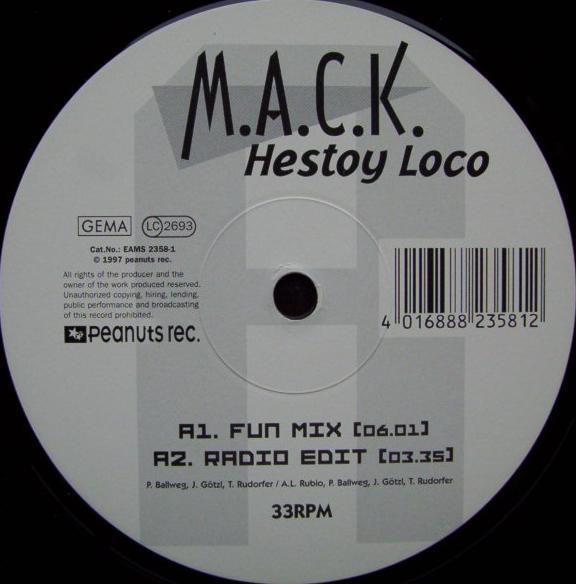 M.A.C.K.
Hestoy Loco
GEMA LC 2693
Cat.No.: EAMS 2358-1
© 1997 peanuts rec.
All rights of the producer and the
owner of the work produced reserved.
Unauthorized copying, hiring, lending,
public performance and broadcasting
of this record prohibited.
Peanuts rec.
4 016888 235812
A1. FUN MIX [06.01]
A2. RADIO EDIT [03.35]
P. Ballweg, J. Götzl, T. Rudorfer / A.L. Rubio, P. Ballweg, J. Götzl, T. Rudorfer
33RPM